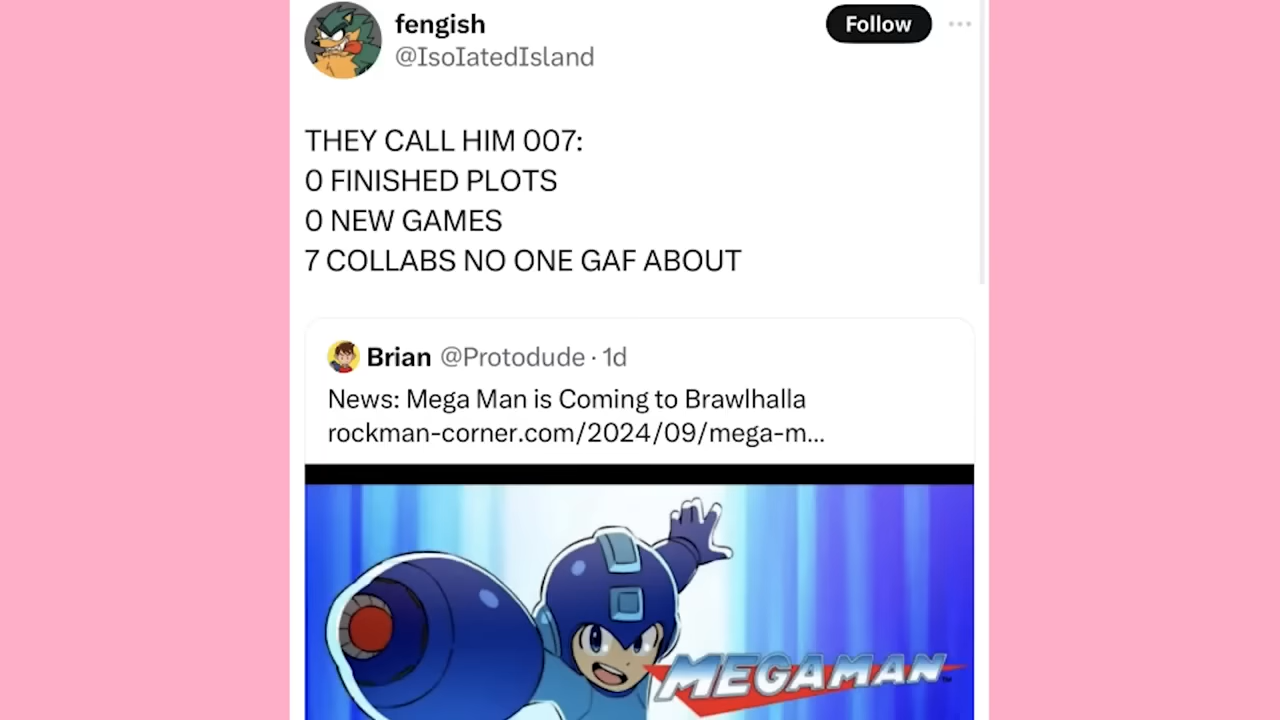 fengish
Follow
@IsoIatedIsland
THEY CALL HIM 007:
0 FINISHED PLOTS
0 NEW GAMES
7 COLLABS NO ONE GAF ABOUT
Brian @Protodude · 1d
News: Mega Man is Coming to Brawlhalla
rockman-corner.com/2024/09/mega-m...
MEGAMAN™